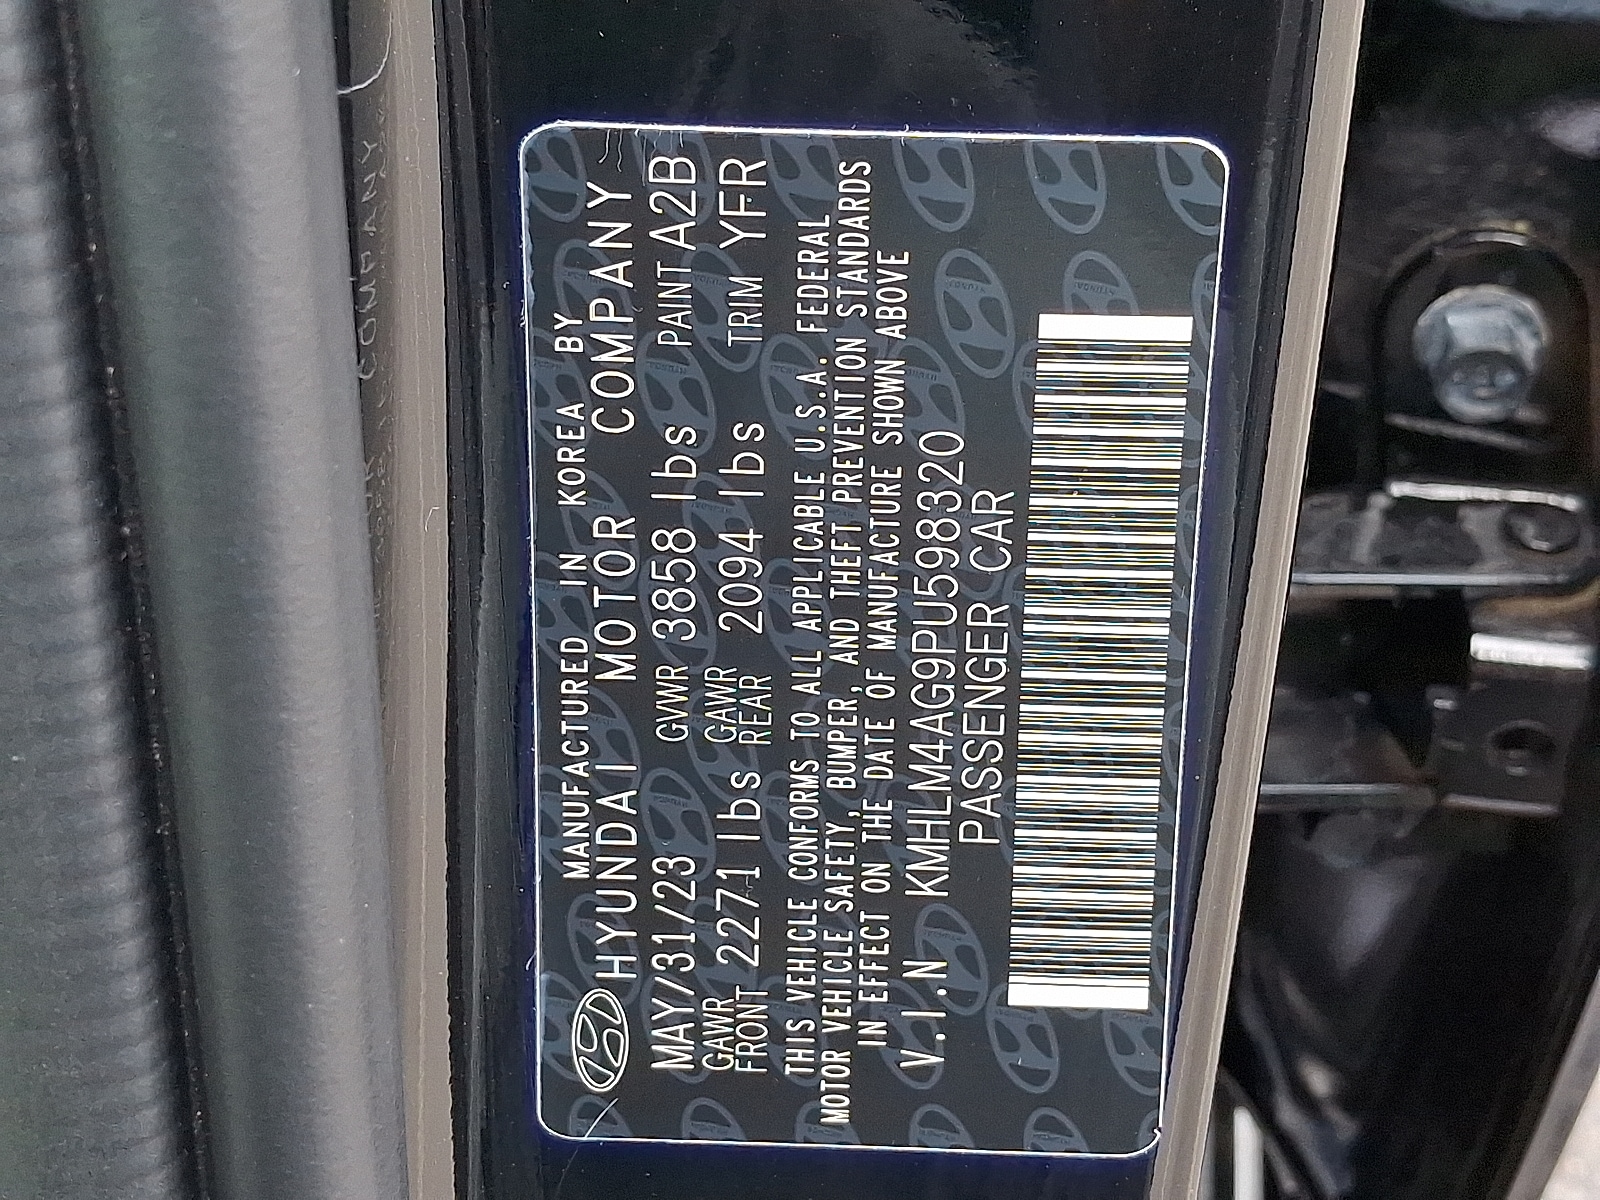 MANUFACTURED IN KOREA BY
HYUNDAI MOTOR COMPANY
MAY/31/23 GVWR 3858 lbs PAINT A2B
GAWR FRONT 2271 lbs GAWR REAR 2094 lbs TRIM YFR
THIS VEHICLE CONFORMS TO ALL APPLICABLE U.S.A. FEDERAL
MOTOR VEHICLE SAFETY, BUMPER, AND THEFT PREVENTION STANDARDS
IN EFFECT ON THE DATE OF MANUFACTURE SHOWN ABOVE
V.I.N KMHLM4AG9PU598320
PASSENGER CAR